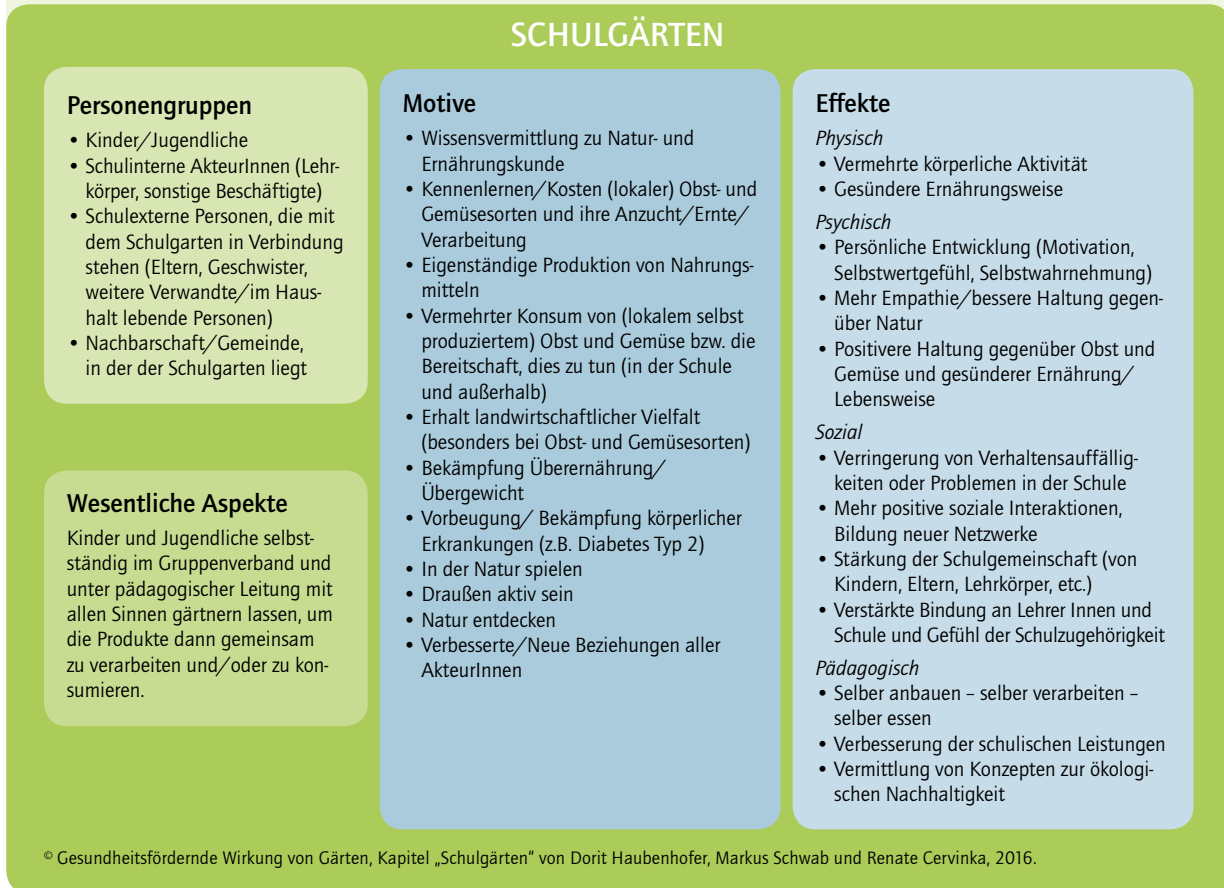 SCHULGÄRTEN
Personengruppen
• Kinder/Jugendliche
• Schulinterne AkteurInnen (Lehr-
körper, sonstige Beschäftigte)
• Schulexterne Personen, die mit
dem Schulgarten in Verbindung
stehen (Eltern, Geschwister,
weitere Verwandte/im Haus-
halt lebende Personen)
• Nachbarschaft/Gemeinde,
in der der Schulgarten liegt
Wesentliche Aspekte
Kinder und Jugendliche selbst-
ständig im Gruppenverband und
unter pädagogischer Leitung mit
allen Sinnen gärtnern lassen, um
die Produkte dann gemeinsam
zu verarbeiten und/oder zu kon-
sumieren.
Motive
• Wissensvermittlung zu Natur- und
Ernährungskunde
• Kennenlernen/Kosten (lokaler) Obst- und
Gemüsesorten und ihre Anzucht/Ernte/
Verarbeitung
• Eigenständige Produktion von Nahrungs-
mitteln
• Vermehrter Konsum von (lokalem selbst
produziertem) Obst und Gemüse bzw. die
Bereitschaft, dies zu tun (in der Schule
und außerhalb)
• Erhalt landwirtschaftlicher Vielfalt
(besonders bei Obst- und Gemüsesorten)
• Bekämpfung Überernährung/
Übergewicht
• Vorbeugung/ Bekämpfung körperlicher
Erkrankungen (z.B. Diabetes Typ 2)
• In der Natur spielen
• Draußen aktiv sein
• Natur entdecken
• Verbesserte/Neue Beziehungen aller
AkteurInnen
Effekte
Physisch
• Vermehrte körperliche Aktivität
• Gesündere Ernährungsweise
Psychisch
• Persönliche Entwicklung (Motivation,
Selbstwertgefühl, Selbstwahrnehmung)
• Mehr Empathie/bessere Haltung gegen-
über Natur
• Positivere Haltung gegenüber Obst und
Gemüse und gesünderer Ernährung/
Lebensweise
Sozial
• Verringerung von Verhaltensauffällig-
keiten oder Problemen in der Schule
• Mehr positive soziale Interaktionen,
Bildung neuer Netzwerke
• Stärkung der Schulgemeinschaft (von
Kindern, Eltern, Lehrkörper, etc.)
• Verstärkte Bindung an Lehrer Innen und
Schule und Gefühl der Schulzugehörigkeit
Pädagogisch
• Selber anbauen – selber verarbeiten –
selber essen
• Verbesserung der schulischen Leistungen
• Vermittlung von Konzepten zur ökologi-
schen Nachhaltigkeit
© Gesundheitsfördernde Wirkung von Gärten, Kapitel „Schulgärten“ von Dorit Haubenhofer, Markus Schwab und Renate Cervinka, 2016.